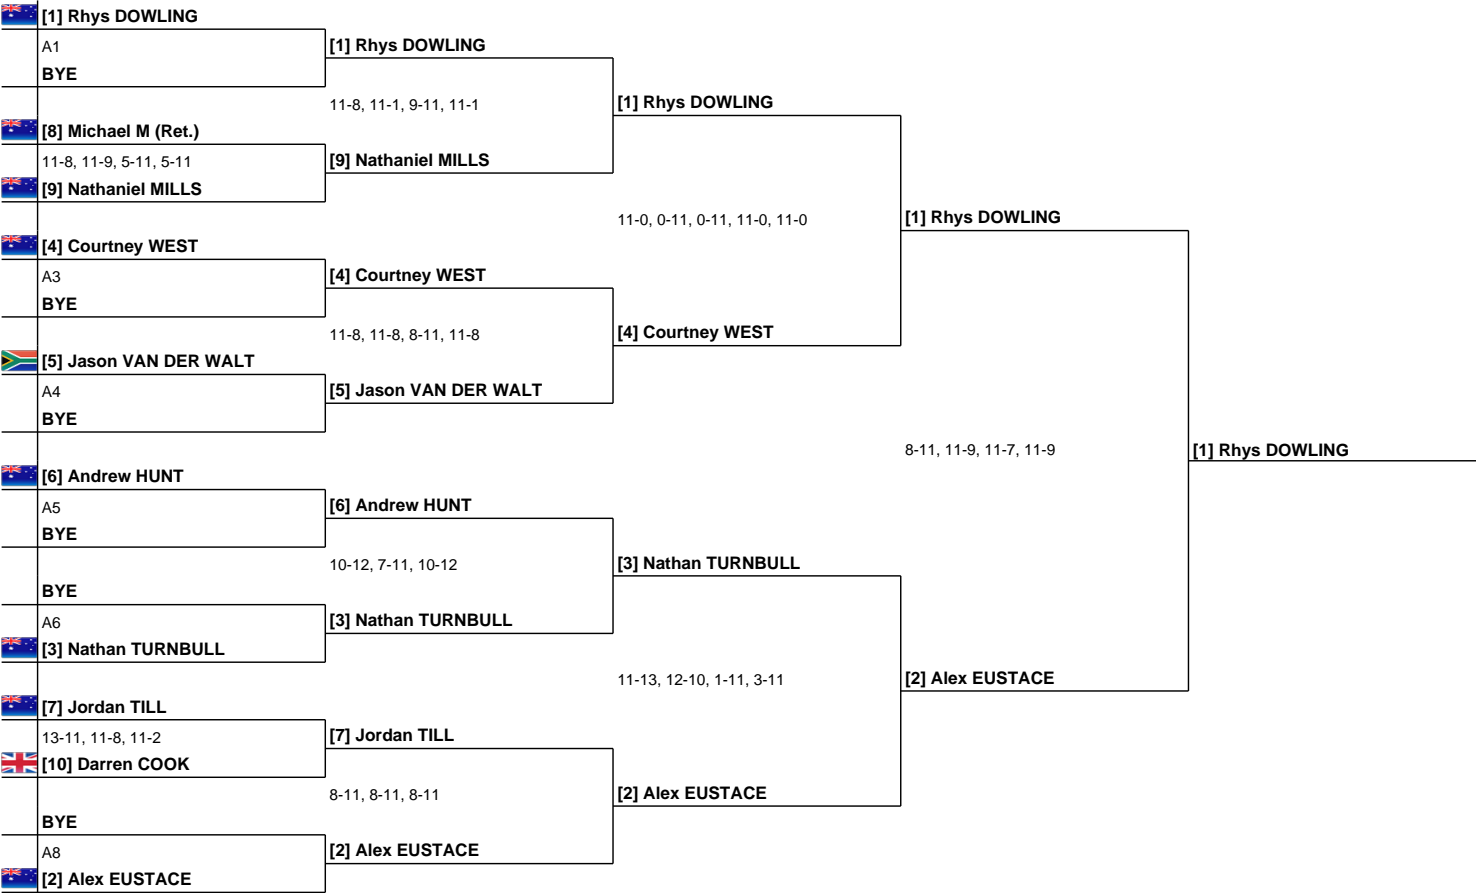 [1] Rhys DOWLING
A1
BYE
[8] Michael M (Ret.)
11-8, 11-9, 5-11, 5-11
[9] Nathaniel MILLS
[4] Courtney WEST
A3
BYE
[5] Jason VAN DER WALT
A4
BYE
[6] Andrew HUNT
A5
BYE
BYE
A6
[3] Nathan TURNBULL
[7] Jordan TILL
13-11, 11-8, 11-2
[10] Darren COOK
BYE
A8
[2] Alex EUSTACE
[1] Rhys DOWLING
11-8, 11-1, 9-11, 11-1
[9] Nathaniel MILLS
[4] Courtney WEST
11-8, 11-8, 8-11, 11-8
[5] Jason VAN DER WALT
[6] Andrew HUNT
10-12, 7-11, 10-12
[3] Nathan TURNBULL
[7] Jordan TILL
8-11, 8-11, 8-11
[2] Alex EUSTACE
[1] Rhys DOWLING
11-0, 0-11, 0-11, 11-0, 11-0
[4] Courtney WEST
[3] Nathan TURNBULL
11-13, 12-10, 1-11, 3-11
[2] Alex EUSTACE
[1] Rhys DOWLING
8-11, 11-9, 11-7, 11-9
[2] Alex EUSTACE
[1] Rhys DOWLING